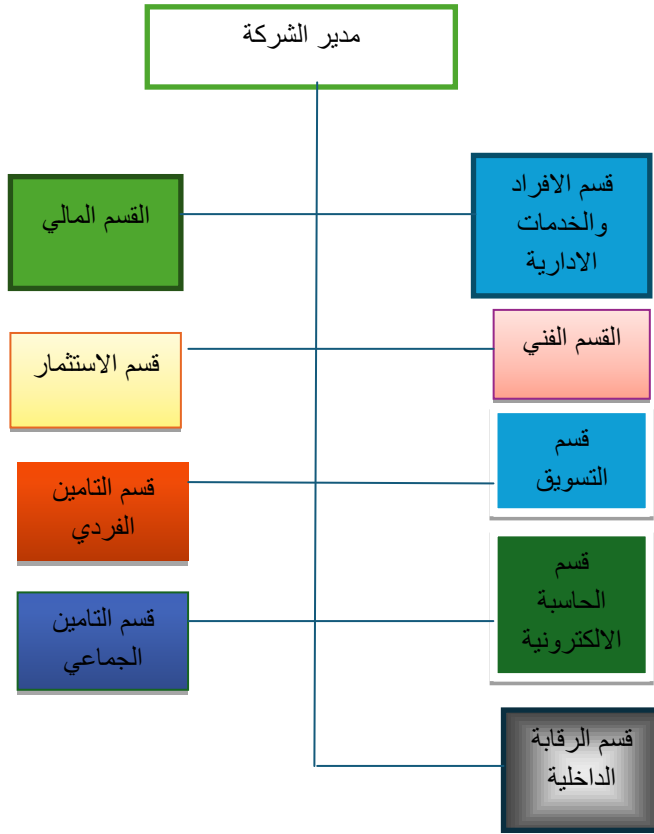 مدير الشركة
قسم الافراد
والخدمات
الادارية
القسم المالي
القسم الفني
قسم الاستثمار
قسم
التسويق
قسم التامين
الفردي
قسم
الحاسبة
الالكترونية
قسم التامين
الجماعي
قسم الرقابة
الداخلية